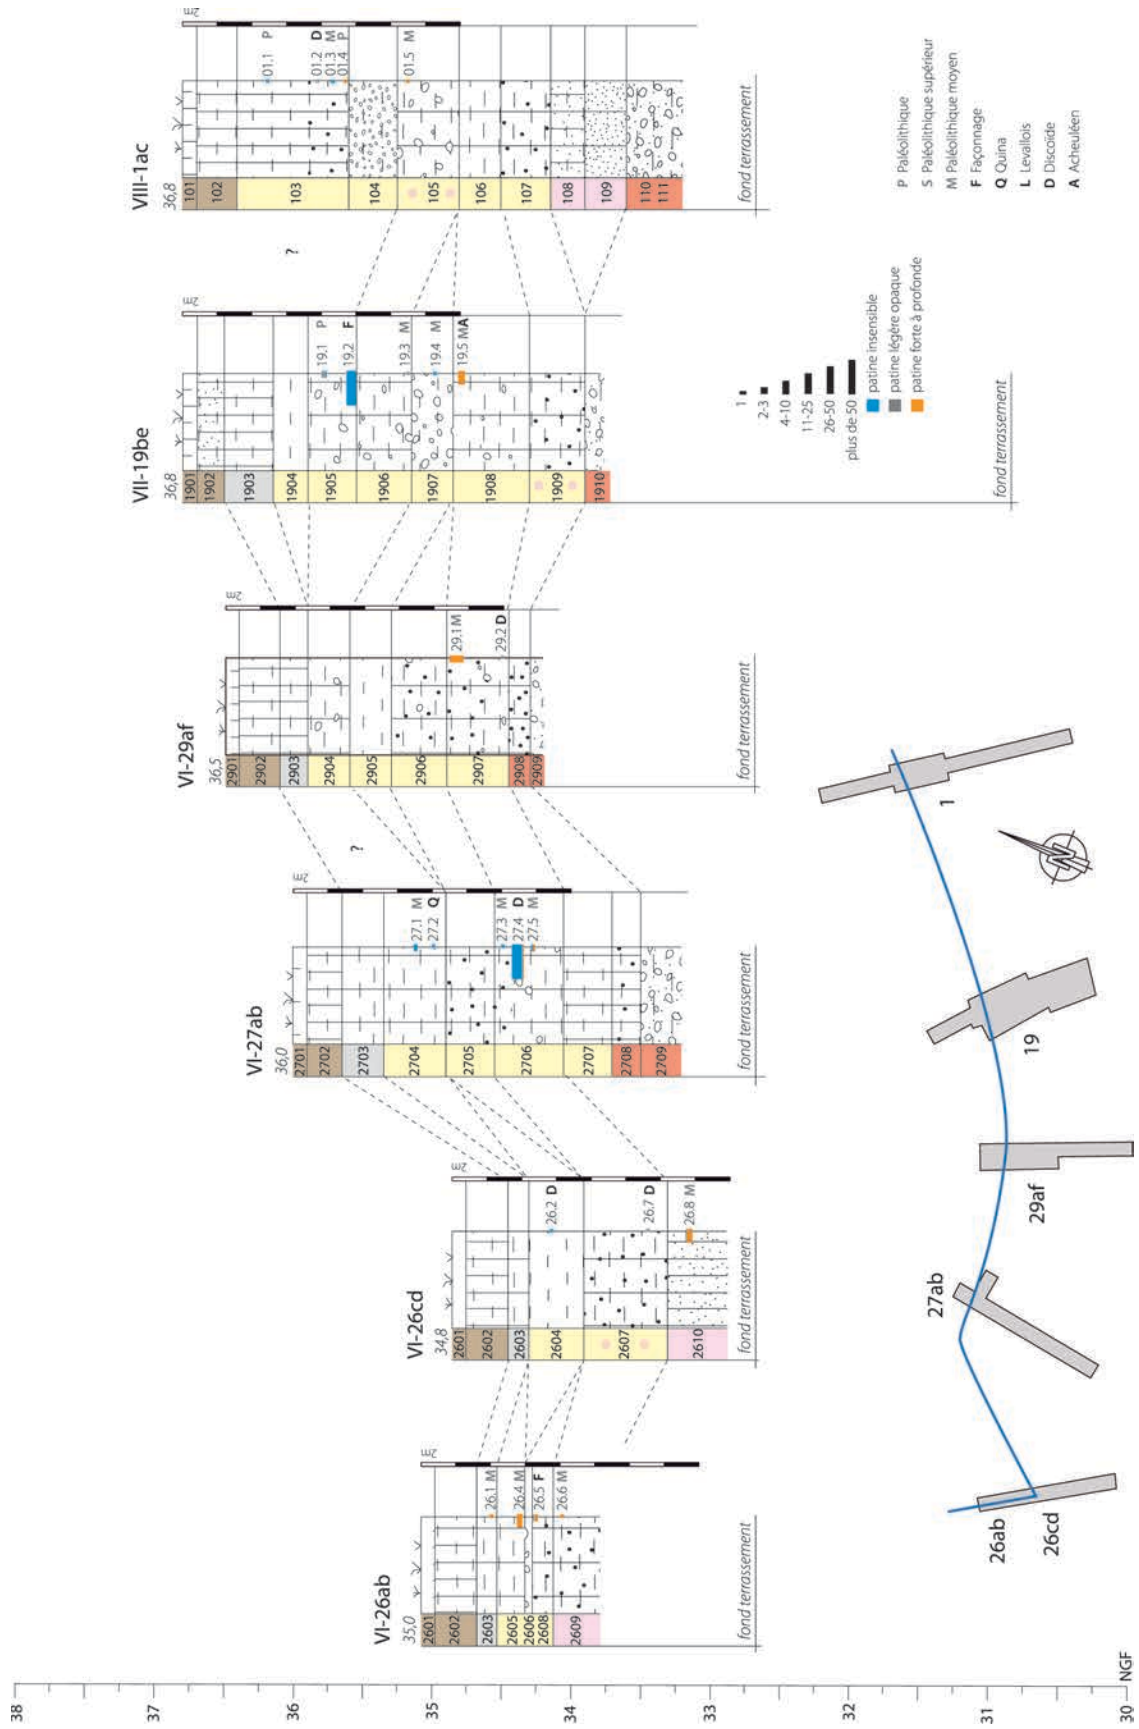 VI-26ab
35,0
2601
2602
2603
2605
2606
2608
2609
26.1 M
26.4 M
26.5 F
26.6 M
2m
fond terrassement
VI-26cd
34,8
2601
2602
2603
2604
2607
2610
26.2 D
26.7 D
26.8 M
2m
fond terrassement
VI-27ab
36,0
2701
2702
2703
2704
2705
2706
2707
2708
2709
27.1 M
27.2 Q
27.3 M
27.4 D
27.5 M
2m
fond terrassement
?
VI-29af
36,5
2901
2902
2903
2904
2905
2906
2907
2908
2909
29.1 M
29.2 D
2m
fond terrassement
VII-19be
36,8
1901
1902
1903
1904
1905
1906
1907
1908
1909
1910
19.1 P
19.2 F
19.3 M
19.4 M
19.5 MA
2m
fond terrassement
?
VIII-1ac
36,8
101
102
103
104
105
106
107
108
109
110
111
01.1 P
01.2 D
01.3 M
01.4 P
01.5 M
2m
fond terrassement
38
37
36
35
34
33
32
31
30 NGF
26ab
26cd
27ab
29af
19
1
N
1
2-3
4-10
11-25
26-50
plus de 50
patine insensible
patine légère opaque
patine forte à profonde
P Paléolithique
S Paléolithique supérieur
M Paléolithique moyen
F Façonnage
Q Quina
L Levallois
D Discoïde
A Acheuléen